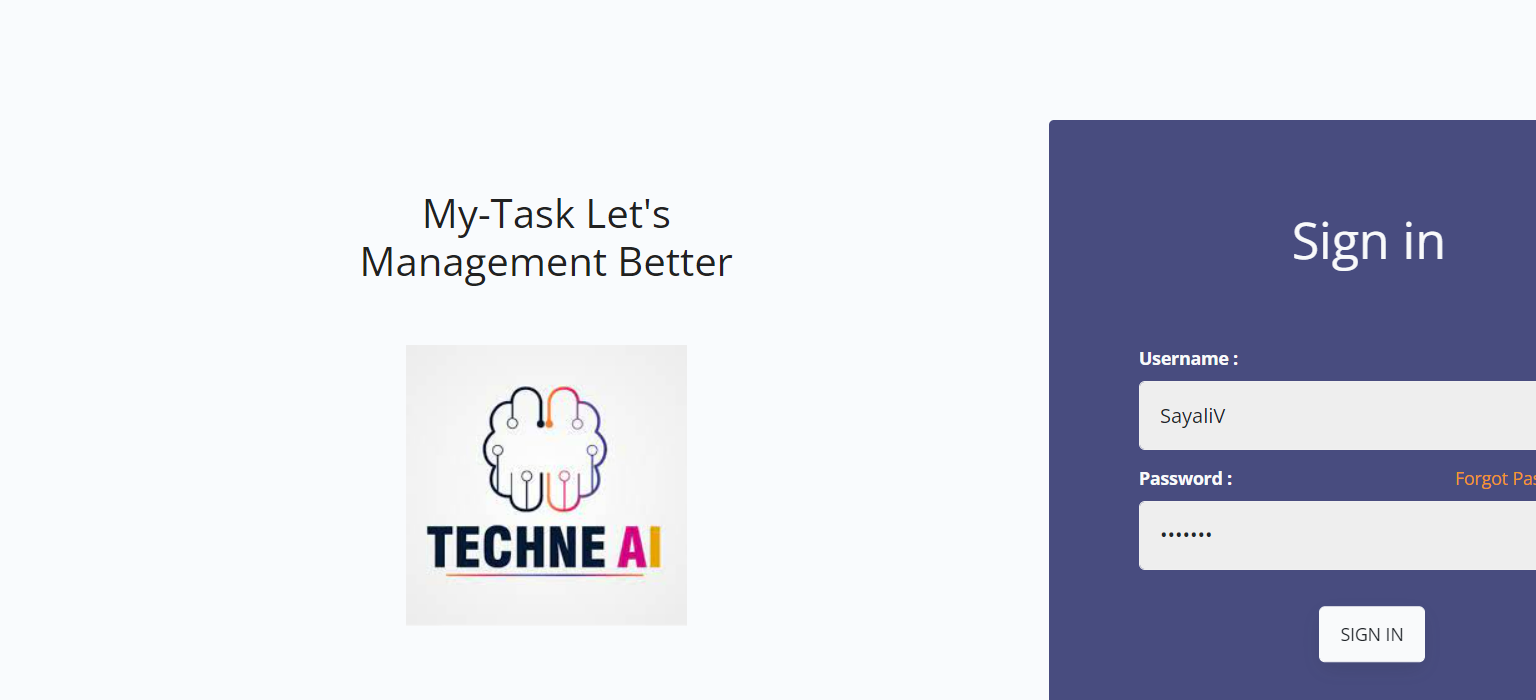 My-Task Let's
Management Better
TECHNE AI
Sign in
Username :
SayaliV
Password :
Forgot Pas
•••••••
SIGN IN